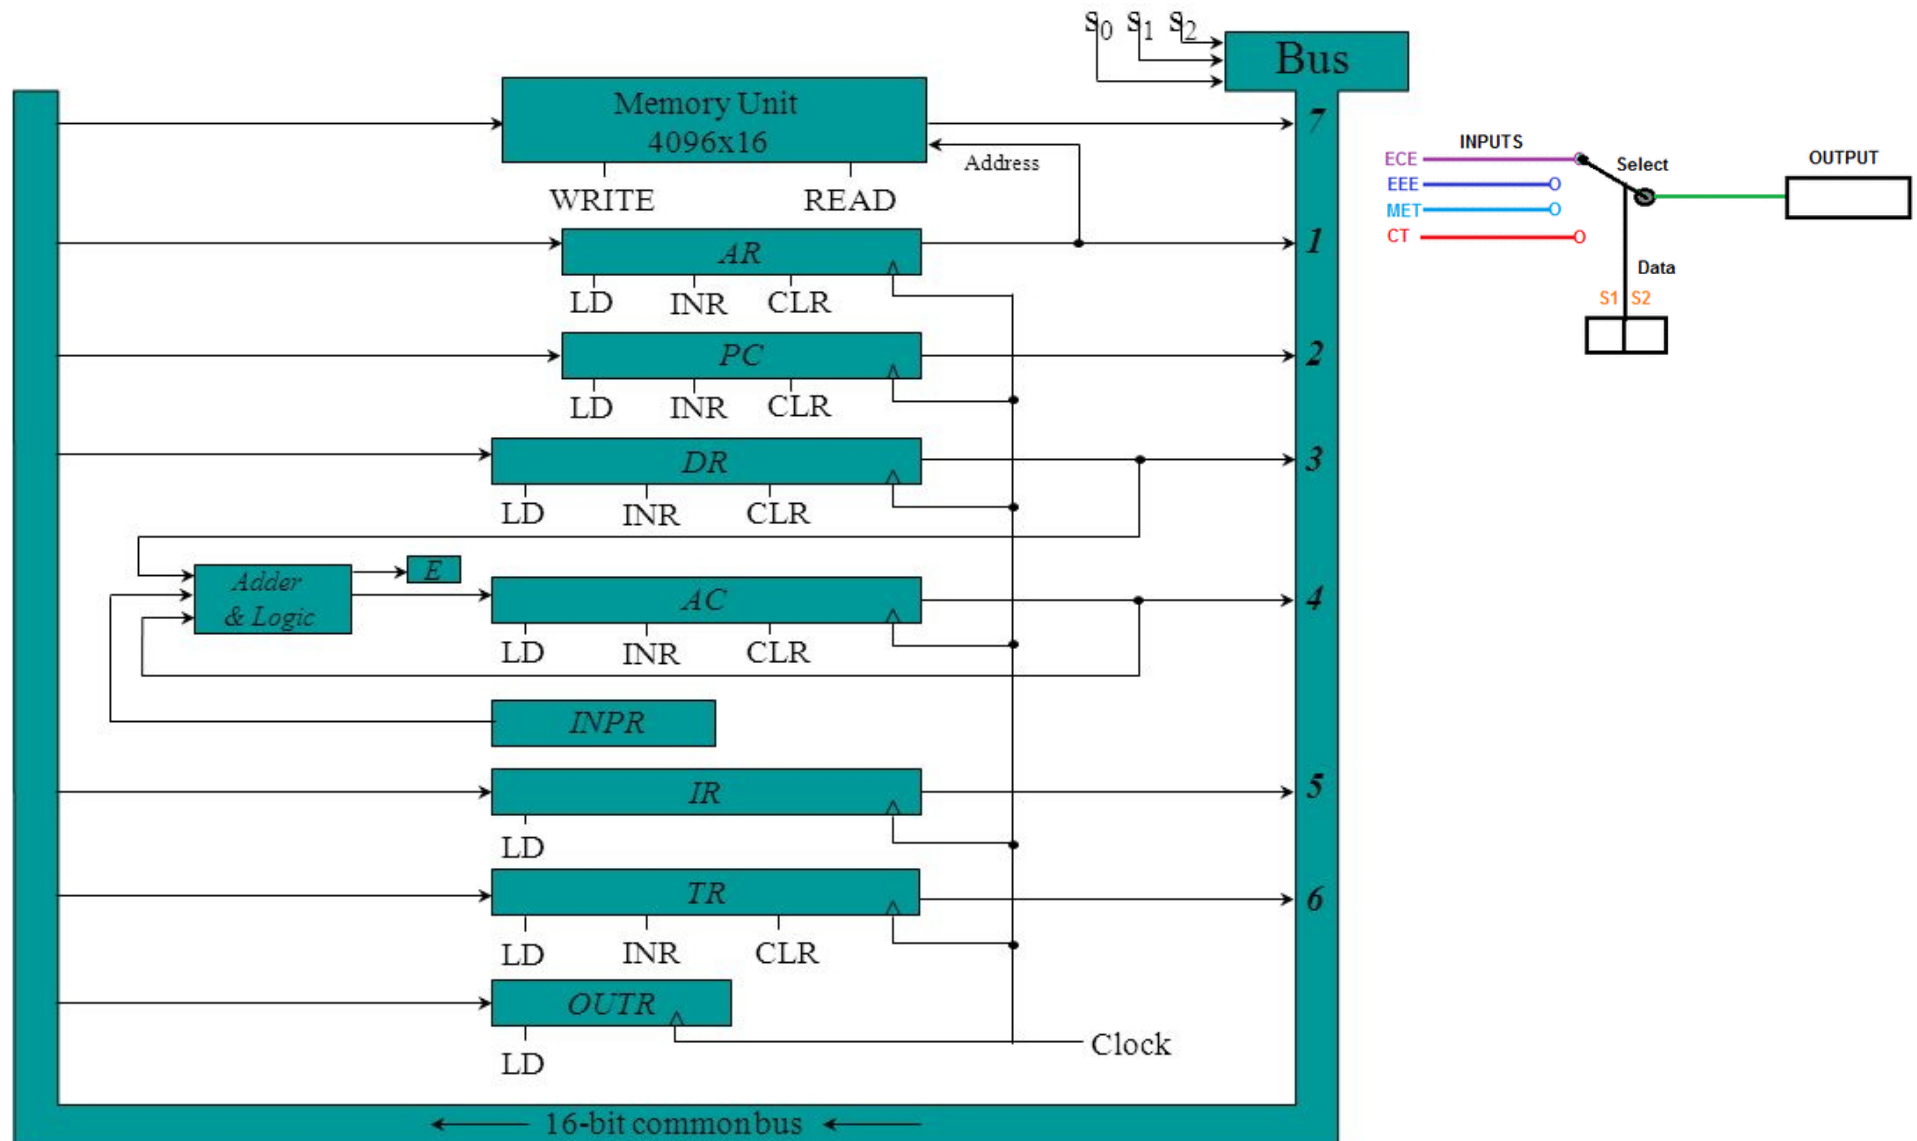 S0 S1 S2
Bus
Memory Unit
4096x16
7
Address
WRITE READ
AR
1
LD INR CLR
PC
2
LD INR CLR
DR
3
LD INR CLR
Adder
& Logic
E
AC
4
LD INR CLR
INPR
IR
5
LD
TR
6
LD INR CLR
OUTR
LD
Clock
16-bit common bus
INPUTS
ECE
EEE
MET
CT
Select
OUTPUT
Data
S1 S2